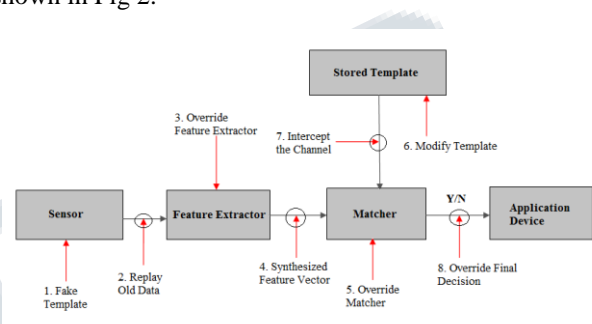 shown in Fig 2.
Stored Template
3. Override
Feature Extractor
7. Intercept
the Channel
6. Modify Template
Sensor
Feature Extractor
Matcher
Y/N
Application
Device
1. Fake
Template
2. Replay
Old Data
4. Synthesized
Feature Vector
5. Override
Matcher
8. Override Final
Decision